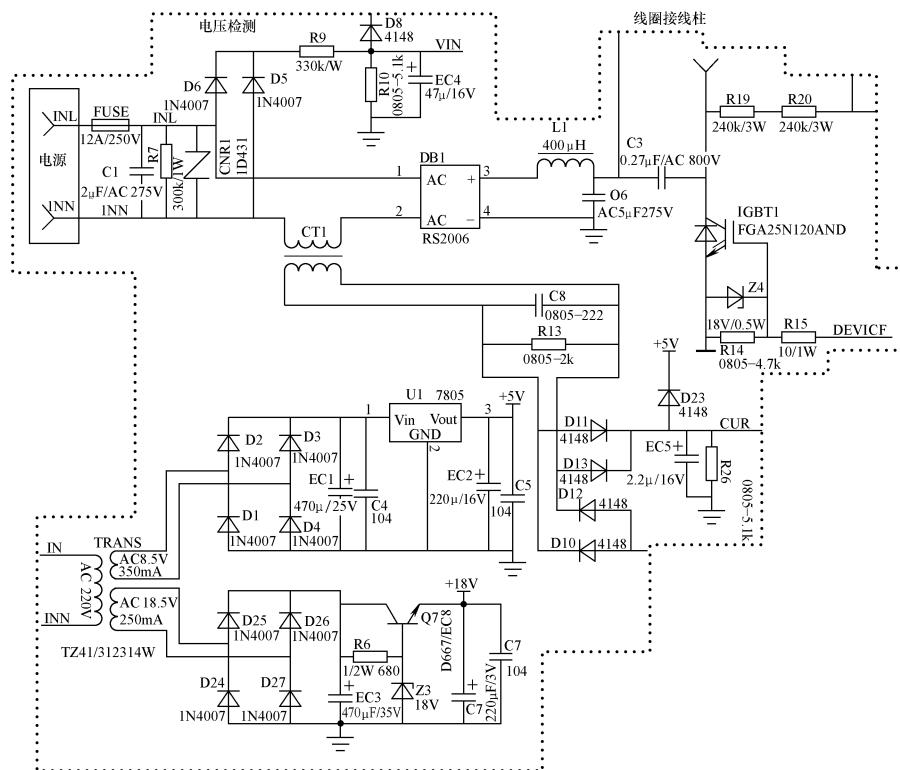 电压检测
线圈接线柱
D8
4148
R9
330k/W
VIN
R10
0805-5.1k
EC4
47μ/16V
D6
1N4007
D5
1N4007
INL
FUSE
12A/250V
INL
电源
R7
300k/1W
CNR1
1D431
C1
2μF/AC 275V
1NN
1NN
CT1
1
2
DB1
AC
AC
+
−
RS2006
3
4
L1
400μH
C3
0.27μF/AC 800V
O6
AC5μF275V
R19
240k/3W
R20
240k/3W
IGBT1
FGA25N120AND
Z4
18V/0.5W
R14
0805-4.7k
R15
10/1W
DEVICF
C8
0805-222
R13
0805-2k
+5V
D23
4148
CUR
D11
4148
D13
4148
D12
4148
D10
4148
EC5
2.2μ/16V
R26
0805-5.1k
U1
7805
Vin
Vout
GND
1
2
3
+5V
D2
1N4007
D3
1N4007
D1
1N4007
D4
1N4007
EC1
470μ/25V
C4
104
EC2
220μ/16V
C5
104
IN
INN
TRANS
AC 220V
AC8.5V
350mA
AC 18.5V
250mA
TZ41/312314W
D25
1N4007
D26
1N4007
D24
1N4007
D27
1N4007
R6
1/2W 680
EC3
470μF/35V
Z3
18V
Q7
D667/EC8
+18V
C7
220μF/3V
C7
104